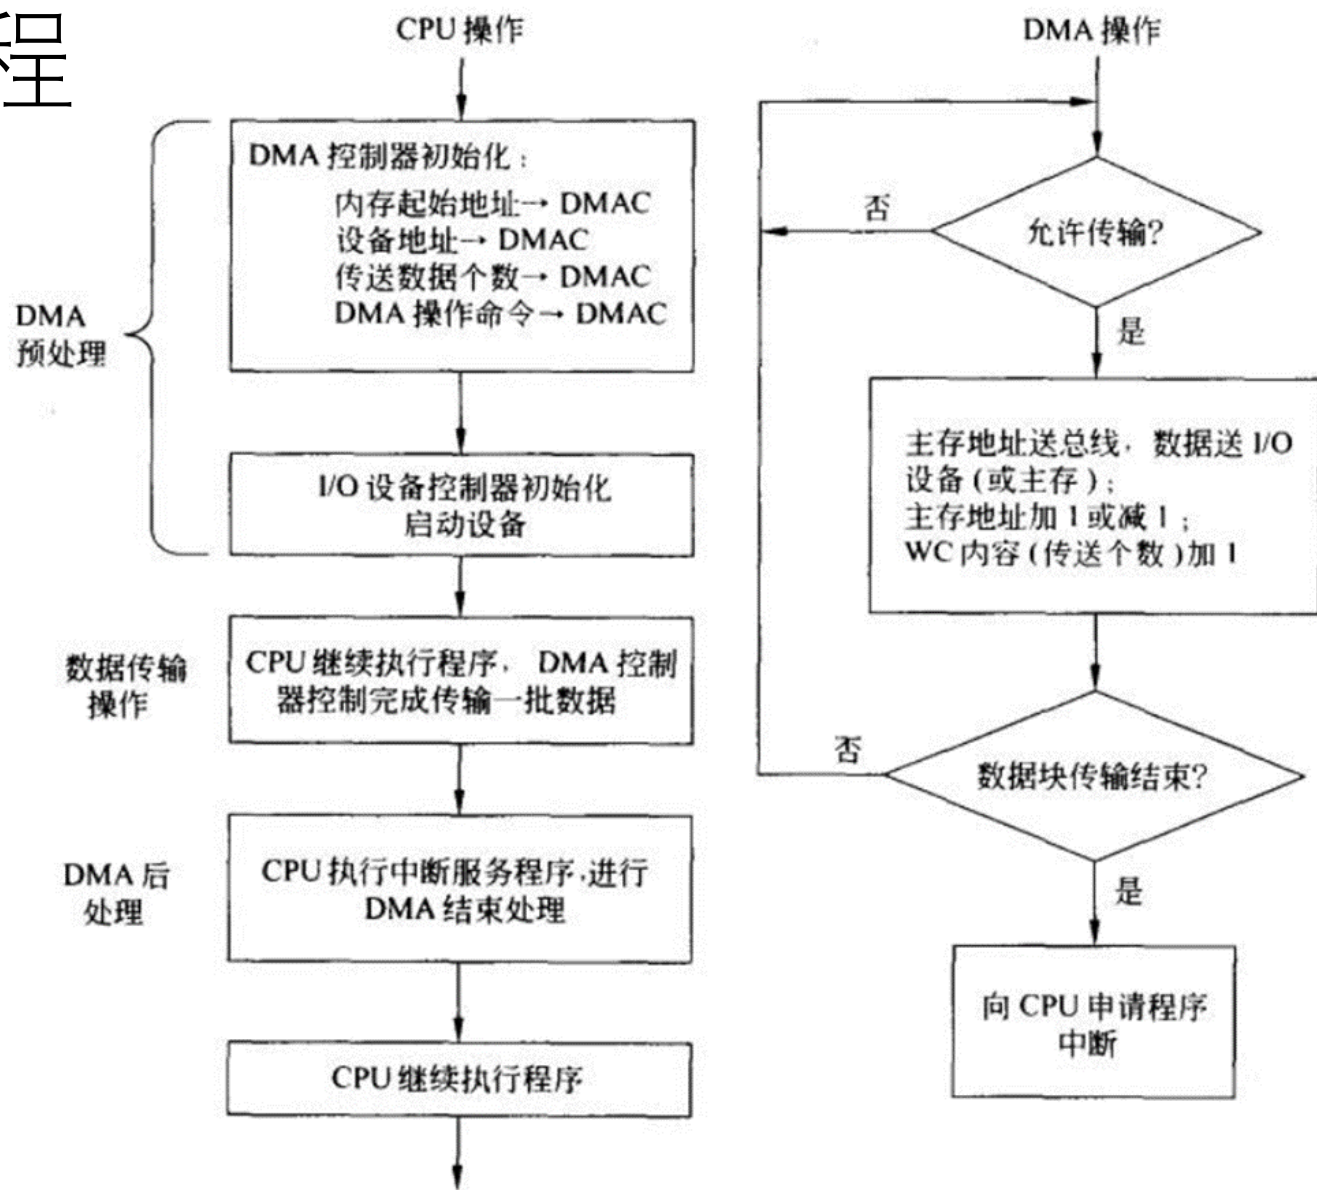 程
CPU 操作
DMA 控制器初始化：
内存起始地址→ DMAC
设备地址→ DMAC
传送数据个数→ DMAC
DMA 操作命令→ DMAC
DMA
预处理
I/O 设备控制器初始化
启动设备
数据传输
操作
CPU 继续执行程序， DMA 控制
器控制完成传输一批数据
DMA 后
处理
CPU 执行中断服务程序,进行
DMA 结束处理
CPU 继续执行程序
DMA 操作
允许传输?
否
是
主存地址送总线，数据送 I/O
设备 (或主存)；
主存地址加 1 或减 1；
WC 内容 (传送个数)加 1
数据块传输结束?
否
是
向 CPU 申请程序
中断